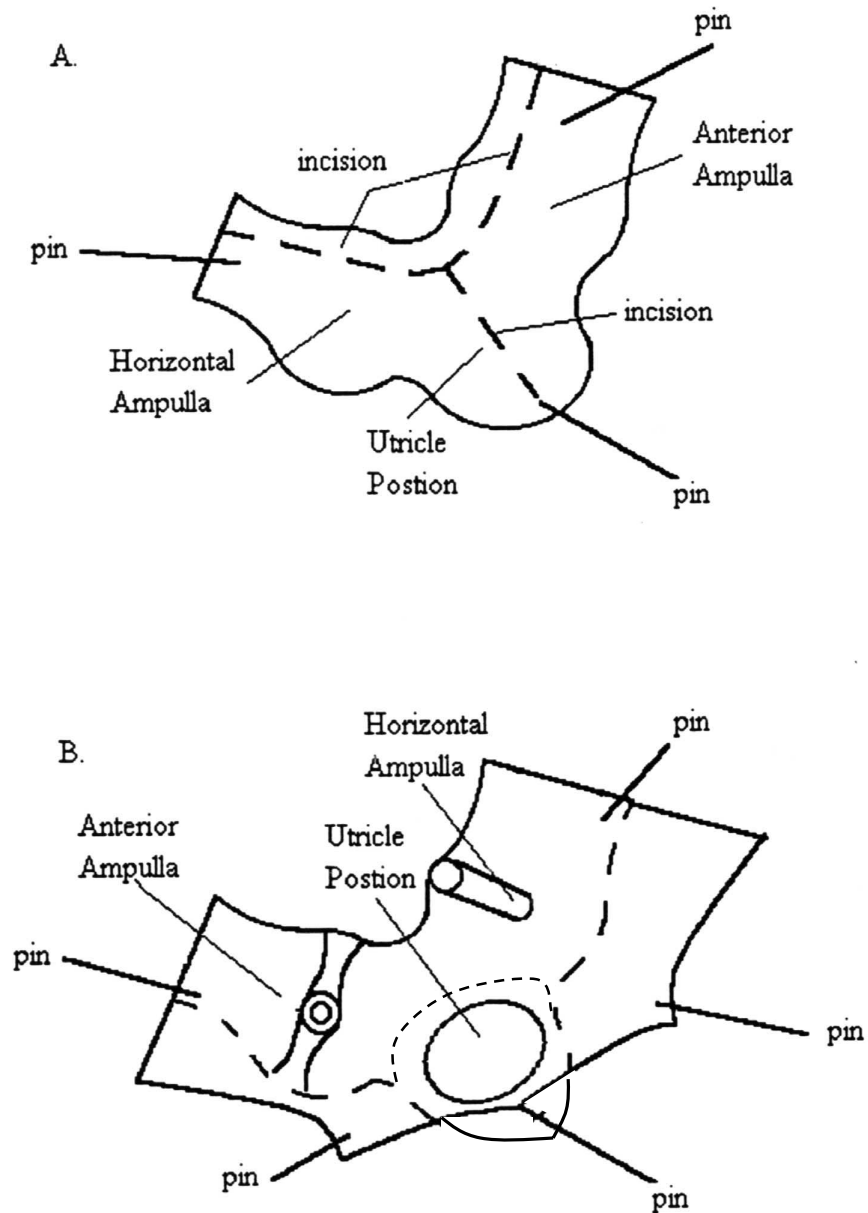 A.
pin
incision
Anterior
Ampulla
pin
incision
Horizontal
Ampulla
Utricle
Postion
pin
B.
Horizontal
Ampulla
pin
Anterior
Ampulla
Utricle
Postion
pin
pin
pin
pin